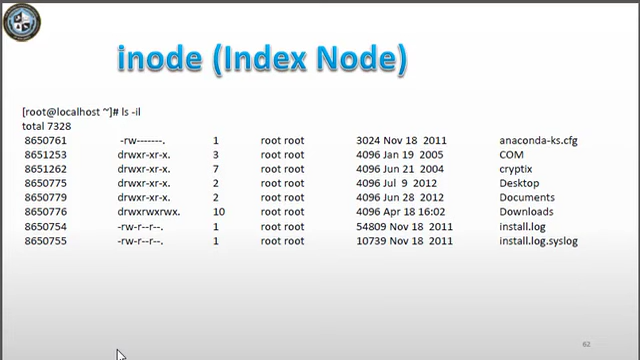 inode (Index Node)
[root@localhost ~]# ls -il
total 7328
8650761 -rw-------. 1 root root 3024 Nov 18 2011 anaconda-ks.cfg
8651253 drwxr-xr-x. 3 root root 4096 Jan 19 2005 COM
8651262 drwxr-xr-x. 7 root root 4096 Jun 21 2004 cryptix
8650775 drwxr-xr-x. 2 root root 4096 Jul 9 2012 Desktop
8650779 drwxr-xr-x. 2 root root 4096 Jun 28 2012 Documents
8650776 drwxrwxrwx. 10 root root 4096 Apr 18 16:02 Downloads
8650754 -rw-r--r--. 1 root root 54809 Nov 18 2011 install.log
8650755 -rw-r--r--. 1 root root 10739 Nov 18 2011 install.log.syslog
62